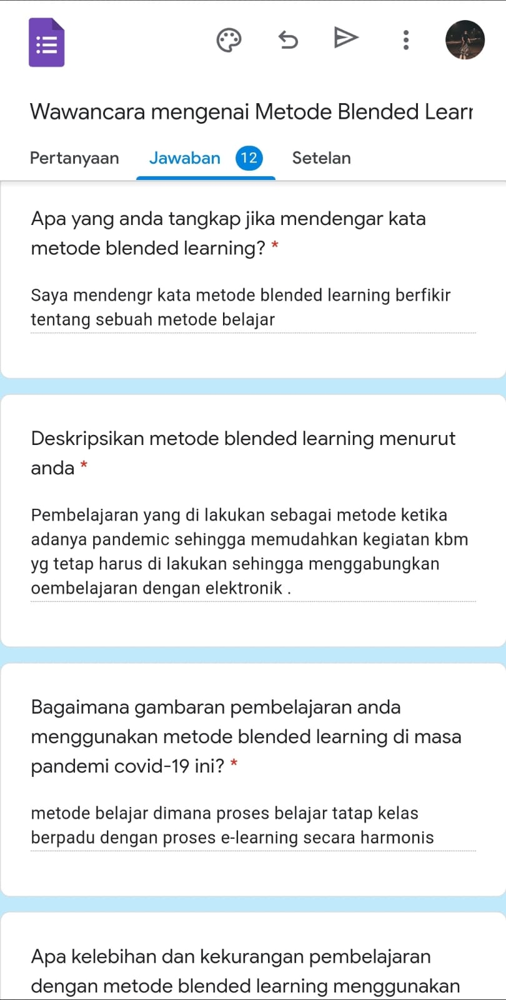 Wawancara mengenai Metode Blended Lear
Pertanyaan Jawaban 12 Setelan
Apa yang anda tangkap jika mendengar kata
metode blended learning? *
Saya mendengr kata metode blended learning berfikir
tentang sebuah metode belajar
Deskripsikan metode blended learning menurut
anda *
Pembelajaran yang di lakukan sebagai metode ketika
adanya pandemic sehingga memudahkan kegiatan kbm
yg tetap harus di lakukan sehingga menggabungkan
oembelajaran dengan elektronik .
Bagaimana gambaran pembelajaran anda
menggunakan metode blended learning di masa
pandemi covid-19 ini? *
metode belajar dimana proses belajar tatap kelas
berpadu dengan proses e-learning secara harmonis
Apa kelebihan dan kekurangan pembelajaran
dengan metode blended learning menggunakan